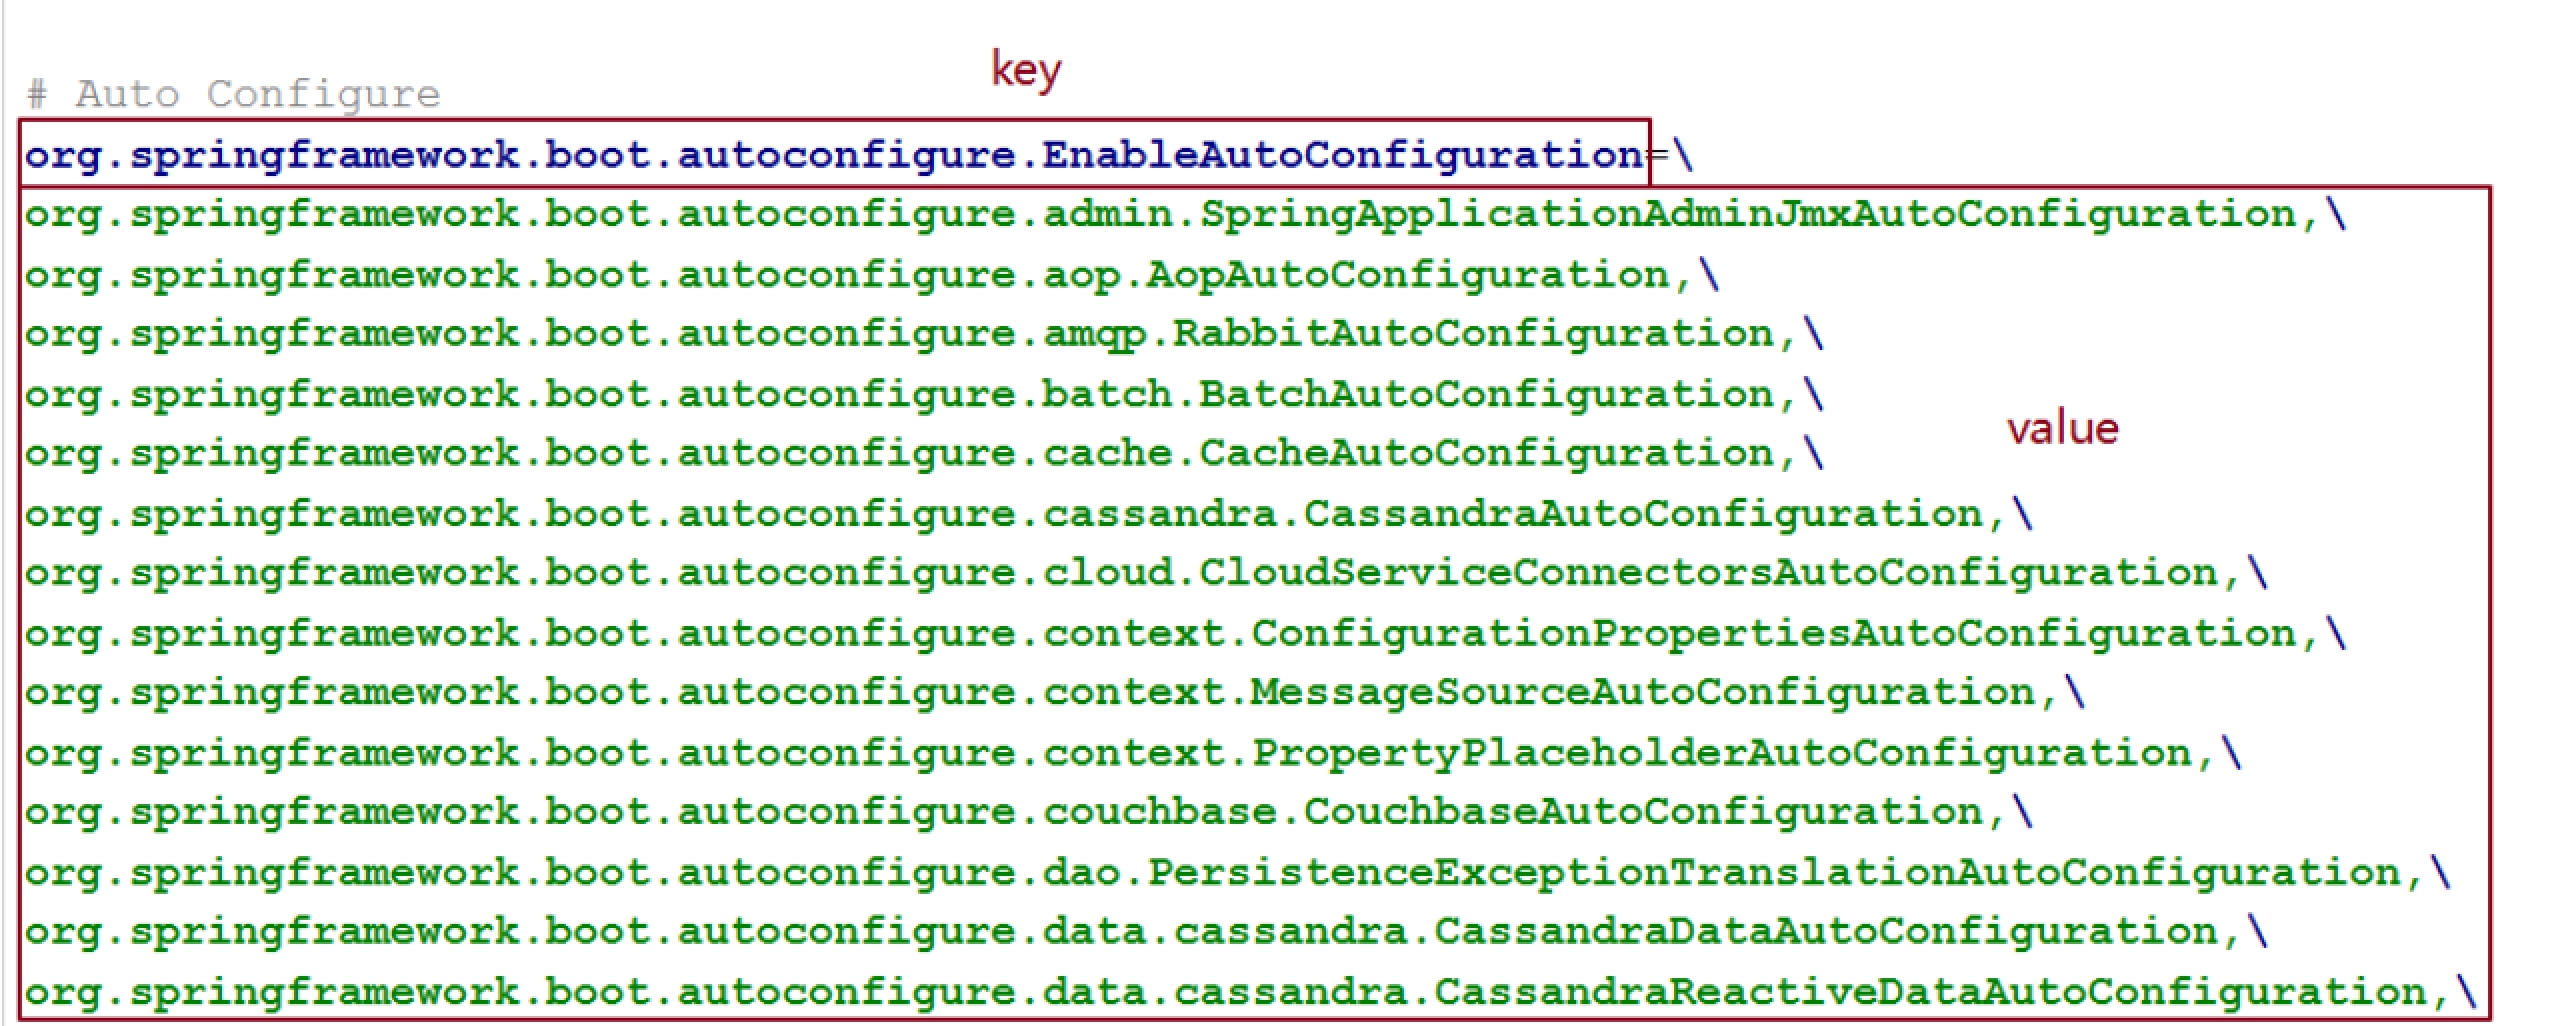 key
# Auto Configure
org.springframework.boot.autoconfigure.EnableAutoConfiguration=\
org.springframework.boot.autoconfigure.admin.SpringApplicationAdminJmxAutoConfiguration,\
org.springframework.boot.autoconfigure.aop.AopAutoConfiguration,\
org.springframework.boot.autoconfigure.amqp.RabbitAutoConfiguration,\
org.springframework.boot.autoconfigure.batch.BatchAutoConfiguration,\
value
org.springframework.boot.autoconfigure.cache.CacheAutoConfiguration,\
org.springframework.boot.autoconfigure.cassandra.CassandraAutoConfiguration,\
org.springframework.boot.autoconfigure.cloud.CloudServiceConnectorsAutoConfiguration,\
org.springframework.boot.autoconfigure.context.ConfigurationPropertiesAutoConfiguration,\
org.springframework.boot.autoconfigure.context.MessageSourceAutoConfiguration,\
org.springframework.boot.autoconfigure.context.PropertyPlaceholderAutoConfiguration,\
org.springframework.boot.autoconfigure.couchbase.CouchbaseAutoConfiguration,\
org.springframework.boot.autoconfigure.dao.PersistenceExceptionTranslationAutoConfiguration,\
org.springframework.boot.autoconfigure.data.cassandra.CassandraDataAutoConfiguration,\
org.springframework.boot.autoconfigure.data.cassandra.CassandraReactiveDataAutoConfiguration,\